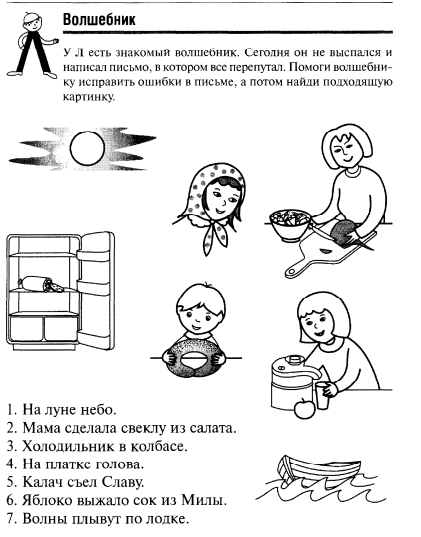 Волшебник
У Л есть знакомый волшебник. Сегодня он не выспался и
написал письмо, в котором все перепутал. Помоги волшебни-
ку исправить ошибки в письме, а потом найди подходящую
картинку.
1. На луне небо.
2. Мама сделала свеклу из салата.
3. Холодильник в колбасе.
4. На платке голова.
5. Калач съел Славу.
6. Яблоко выжало сок из Милы.
7. Волны плывут по лодке.